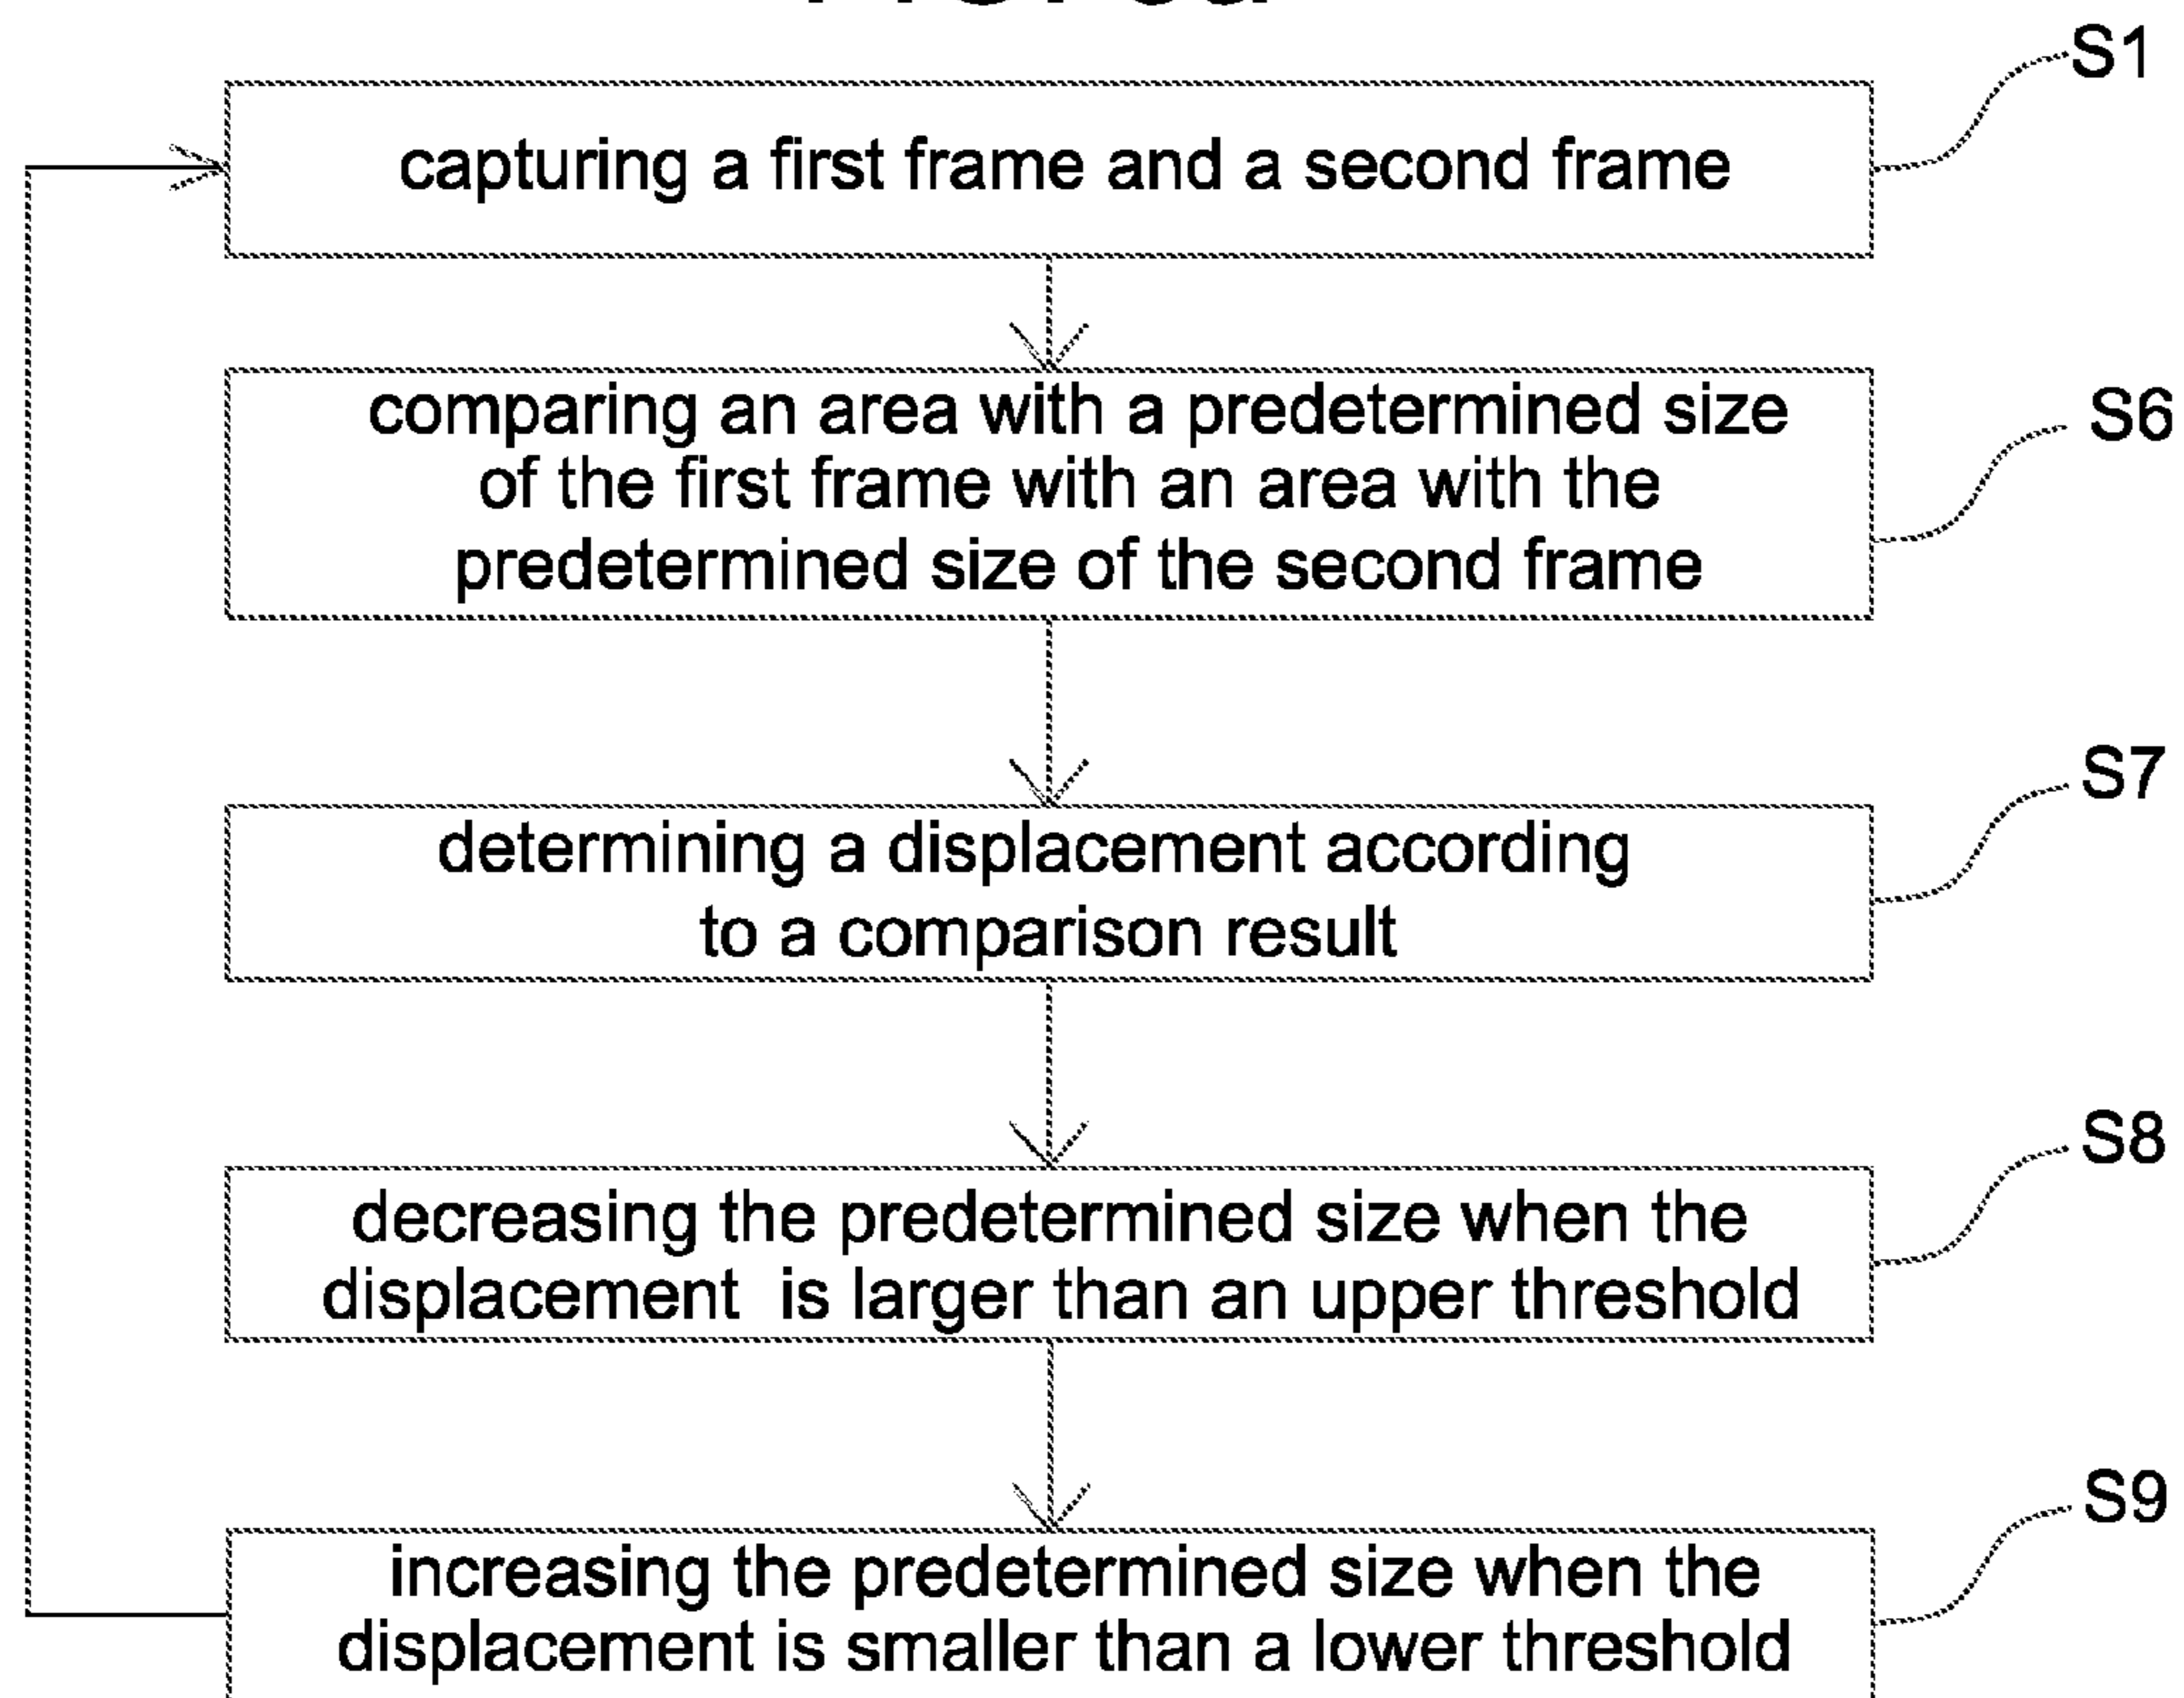 S1
capturing a first frame and a second frame
comparing an area with a predetermined size
of the first frame with an area with the
predetermined size of the second frame
S6
determining a displacement according
to a comparison result
S7
decreasing the predetermined size when the
displacement is larger than an upper threshold
S8
increasing the predetermined size when the
displacement is smaller than a lower threshold
S9